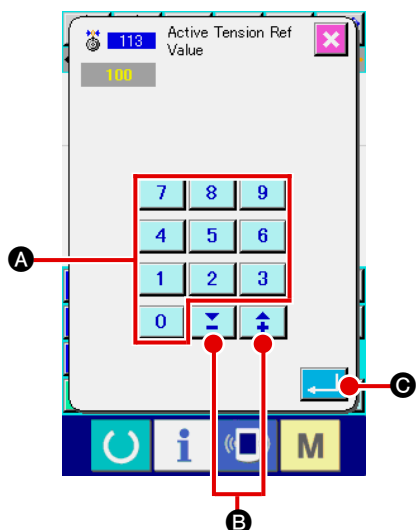 113 Active Tension Ref
Value
100
7 8 9
A
4 5 6
1 2 3
0
C
i M
B